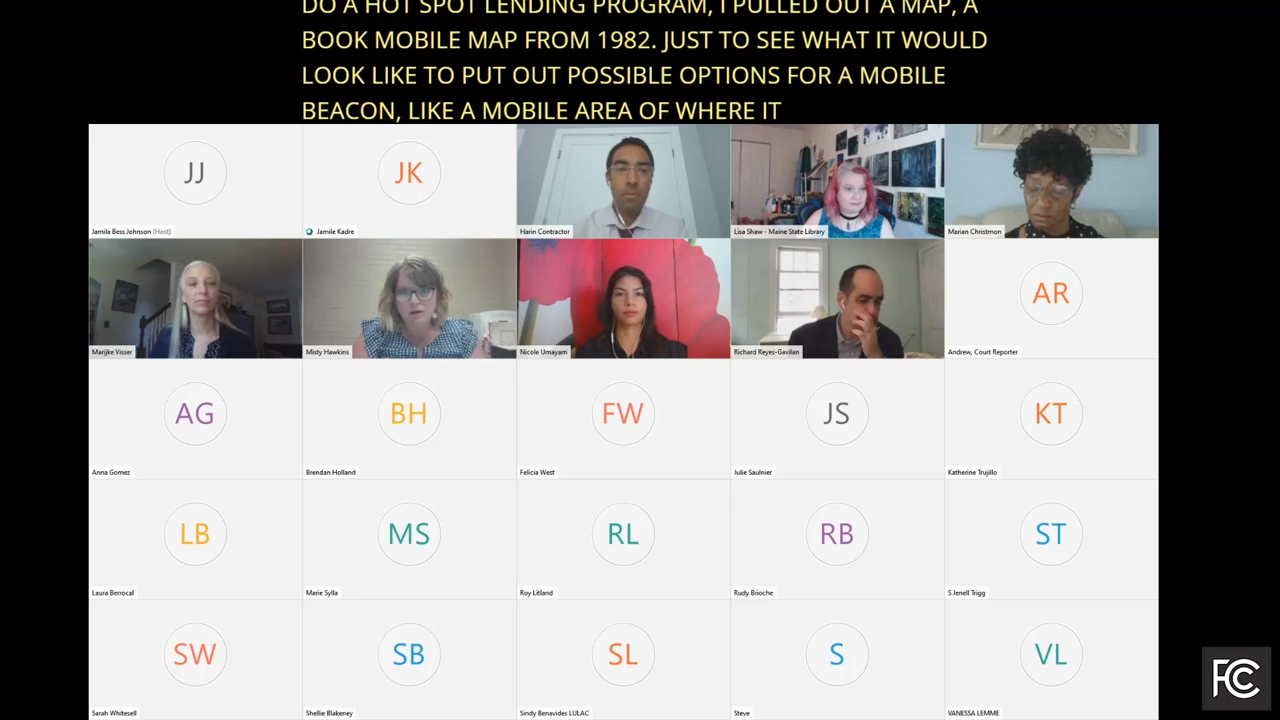 DO A HOT SPOT LENDING PROGRAM, I PULLED OUT A MAP, A
BOOK MOBILE MAP FROM 1982. JUST TO SEE WHAT IT WOULD
LOOK LIKE TO PUT OUT POSSIBLE OPTIONS FOR A MOBILE
BEACON, LIKE A MOBILE AREA OF WHERE IT
JJ
JK
Jamila Bess Johnson (Host)
Jamile Kadre
Harin Contractor
Lisa Shaw - Maine State Library
Marian Christmon
AR
Marijke Visser
Misty Hawkins
Nicole Umayam
Richard Reyes-Gavilan
Andrew, Court Reporter
AG
BH
FW
JS
KT
Anna Gomez
Brendan Holland
Felicia West
Julie Saulnier
Katherine Trujillo
LB
MS
RL
RB
ST
Laura Berrocal
Marie Sylla
Roy Litland
Rudy Brioche
S Jenell Trigg
SW
SB
SL
S
VL
Sarah Whitesell
Shellie Blakeney
Sindy Benavides LULAC
Steve
VANESSA LEMME
FCC